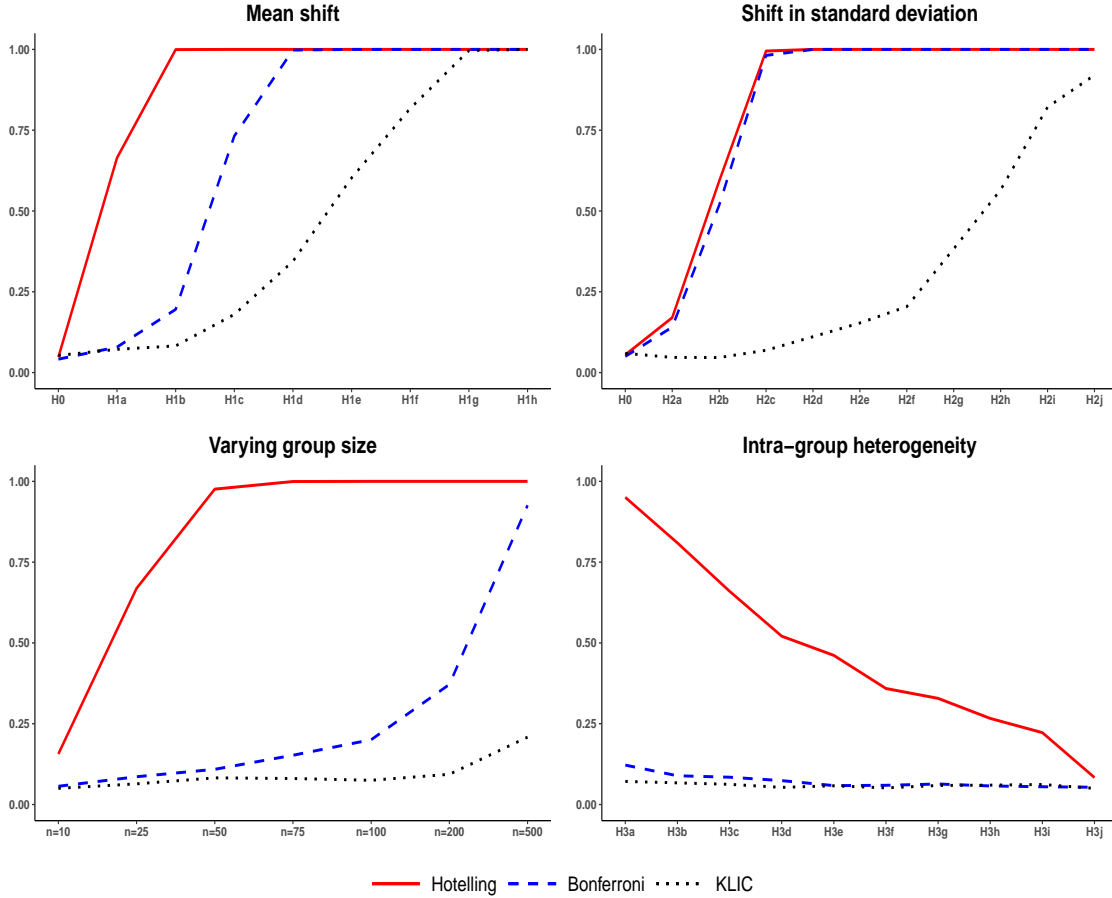 Mean shift
1.00
0.75
0.50
0.25
0.00
H0 H1a H1b H1c H1d H1e H1f H1g H1h
Shift in standard deviation
1.00
0.75
0.50
0.25
0.00
H0 H2a H2b H2c H2d H2e H2f H2g H2h H2i H2j
Varying group size
1.00
0.75
0.50
0.25
0.00
n=10 n=25 n=50 n=75 n=100 n=200 n=500
Intra−group heterogeneity
1.00
0.75
0.50
0.25
0.00
H3a H3b H3c H3d H3e H3f H3g H3h H3i H3j
Hotelling Bonferroni KLIC